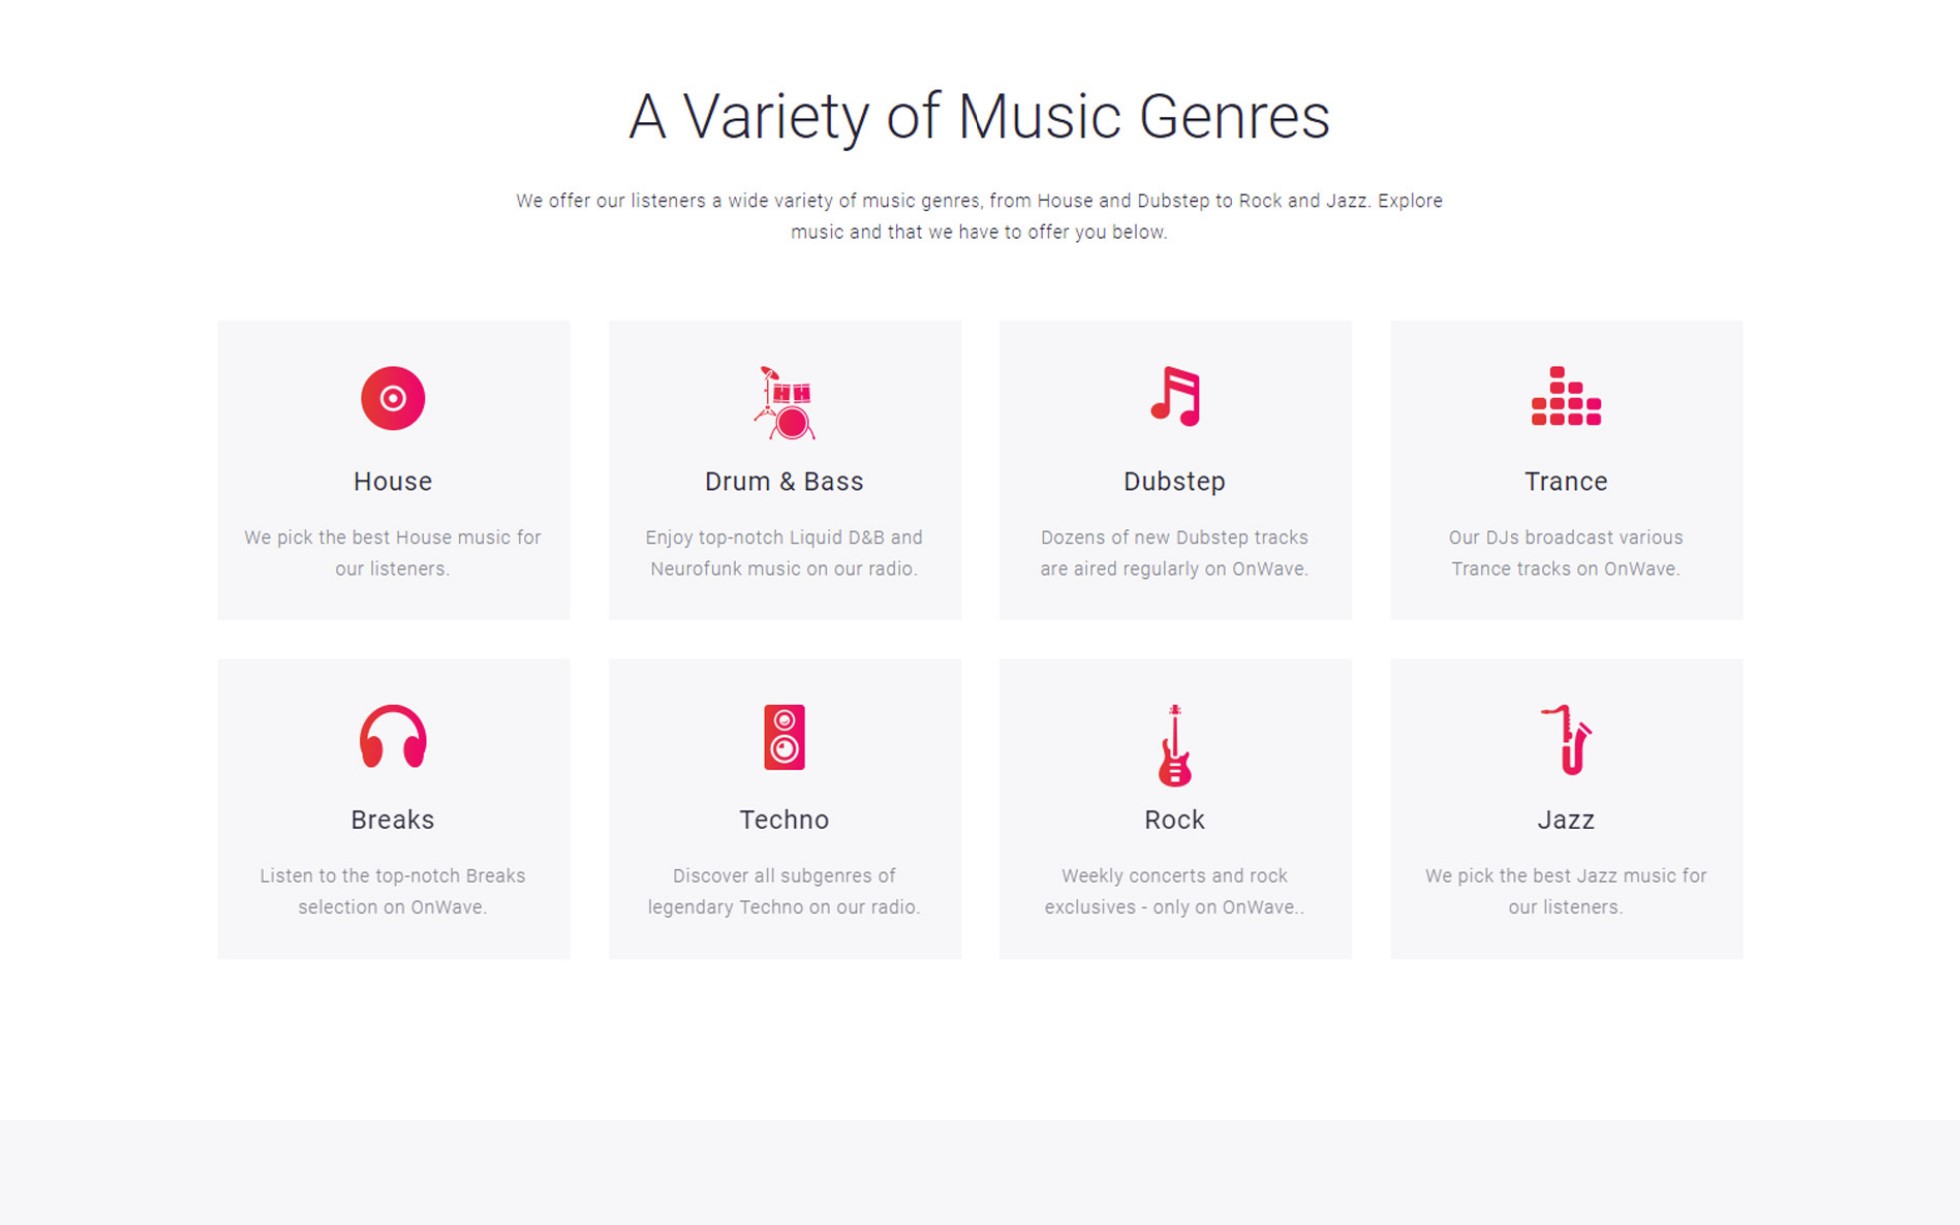 A Variety of Music Genres
We offer our listeners a wide variety of music genres, from House and Dubstep to Rock and Jazz. Explore
music and that we have to offer you below.
House
We pick the best House music for
our listeners.
Drum & Bass
Enjoy top-notch Liquid D&B and
Neurofunk music on our radio.
Dubstep
Dozens of new Dubstep tracks
are aired regularly on OnWave.
Trance
Our DJs broadcast various
Trance tracks on OnWave.
Breaks
Listen to the top-notch Breaks
selection on OnWave.
Techno
Discover all subgenres of
legendary Techno on our radio.
Rock
Weekly concerts and rock
exclusives - only on OnWave..
Jazz
We pick the best Jazz music for
our listeners.